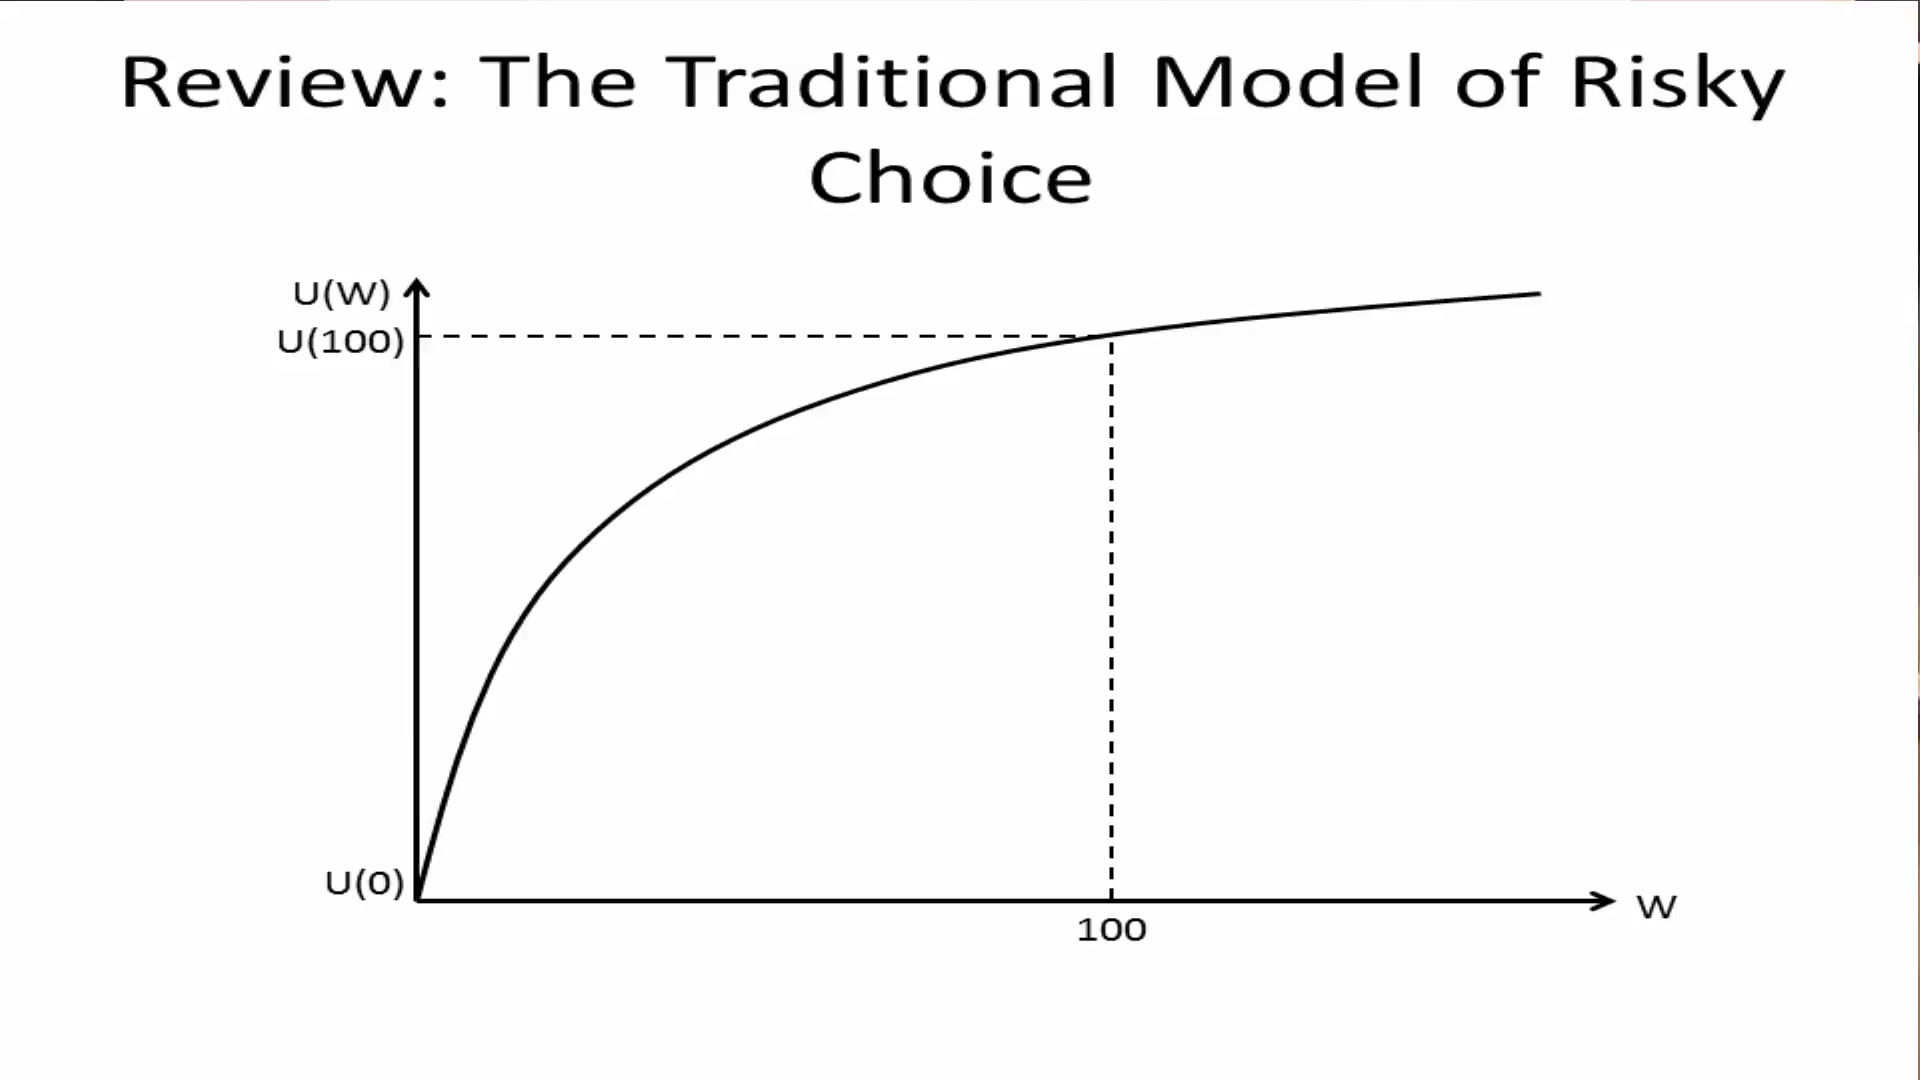 Review: The Traditional Model of Risky
Choice
U(W)
U(100)
U(0)
100
W